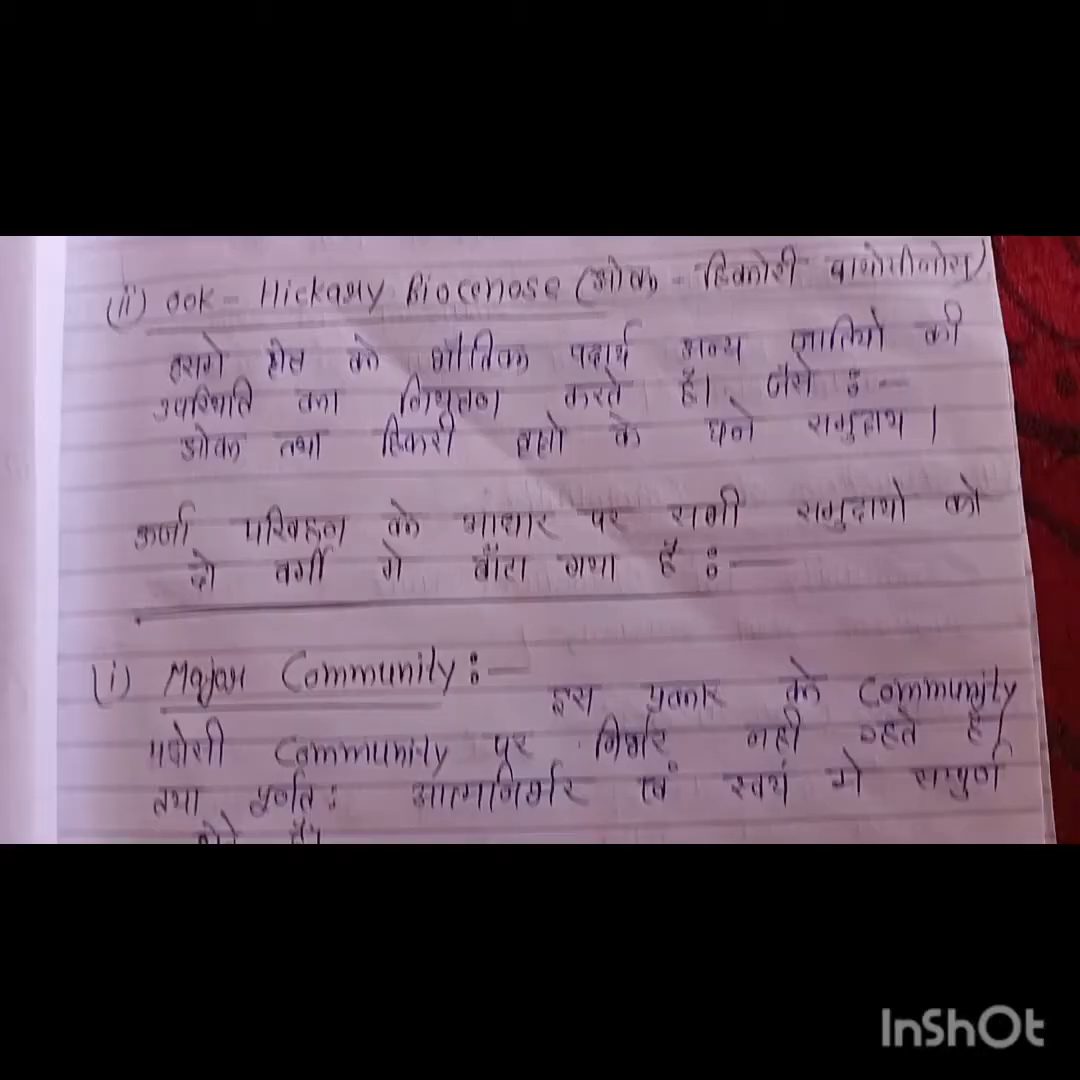 (ii) ook - Hickory Biocenose (ओक - हिकोरी बायोसीनोस)
इसमें क्षेत्र के भौतिक पदार्थ अन्य जातियो की
उपस्थिति का नियंत्रण करते है। जैसे :-
ओक तथा हिकरी वृक्षो के घने समुदाय।
ऊर्जा परिवहन के आधार पर सभी समुदायो को
दो वर्गो मे बाँटा गया है :-
(i) Major Community :-
इस प्रकार के Community
पड़ोसी Community पर निर्भर नही रहते है।
तथा पूर्णतः आत्मनिर्भर एवं स्वयं मे सम्पुर्ण
होते हैं।
InShOt